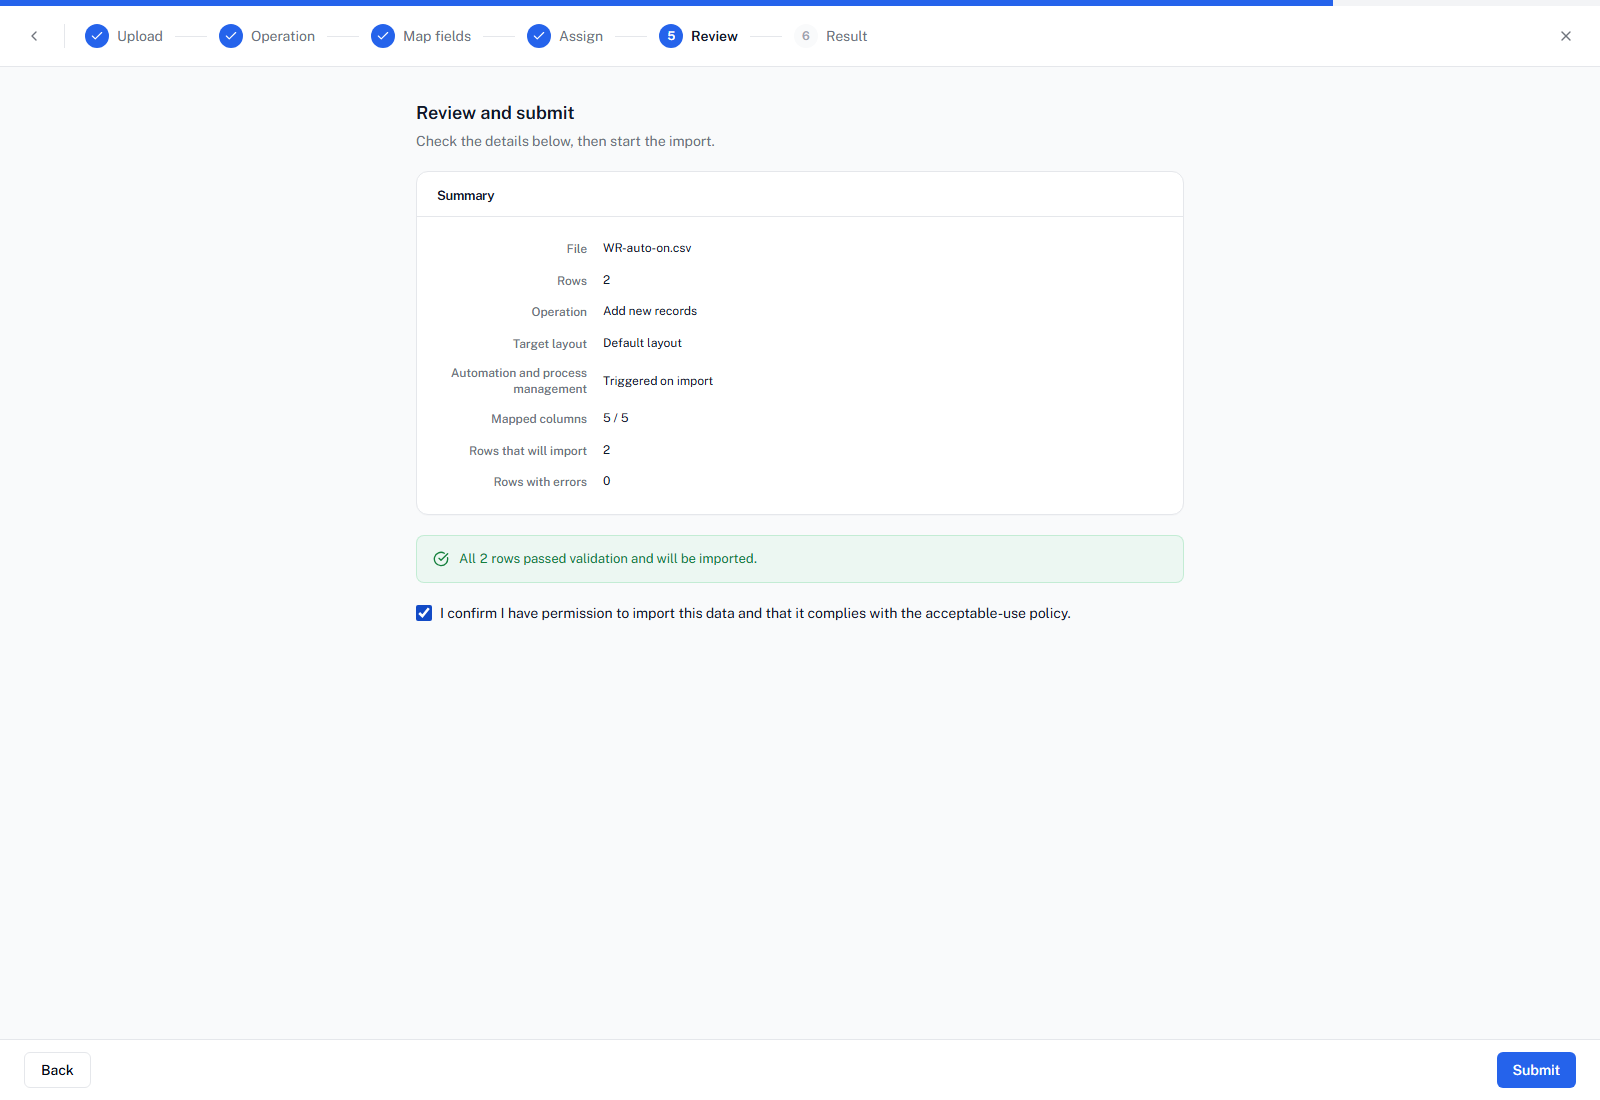 Upload
Operation
Map fields
Assign
5 Review
6 Result
Review and submit
Check the details below, then start the import.
Summary
File WR-auto-on.csv
Rows 2
Operation Add new records
Target layout Default layout
Automation and process
management Triggered on import
Mapped columns 5 / 5
Rows that will import 2
Rows with errors 0
All 2 rows passed validation and will be imported.
I confirm I have permission to import this data and that it complies with the acceptable-use policy.
Back
Submit